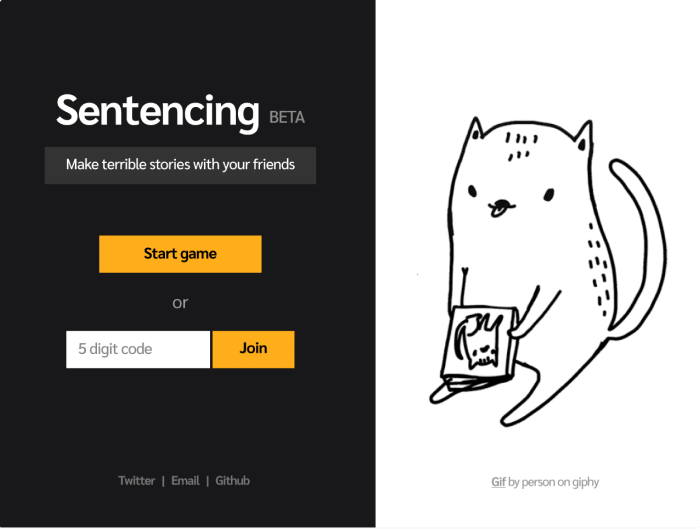 Sentencing BETA
Make terrible stories with your friends
Start game
or
5 digit code
Join
Twitter | Email | Github
Gif by person on giphy